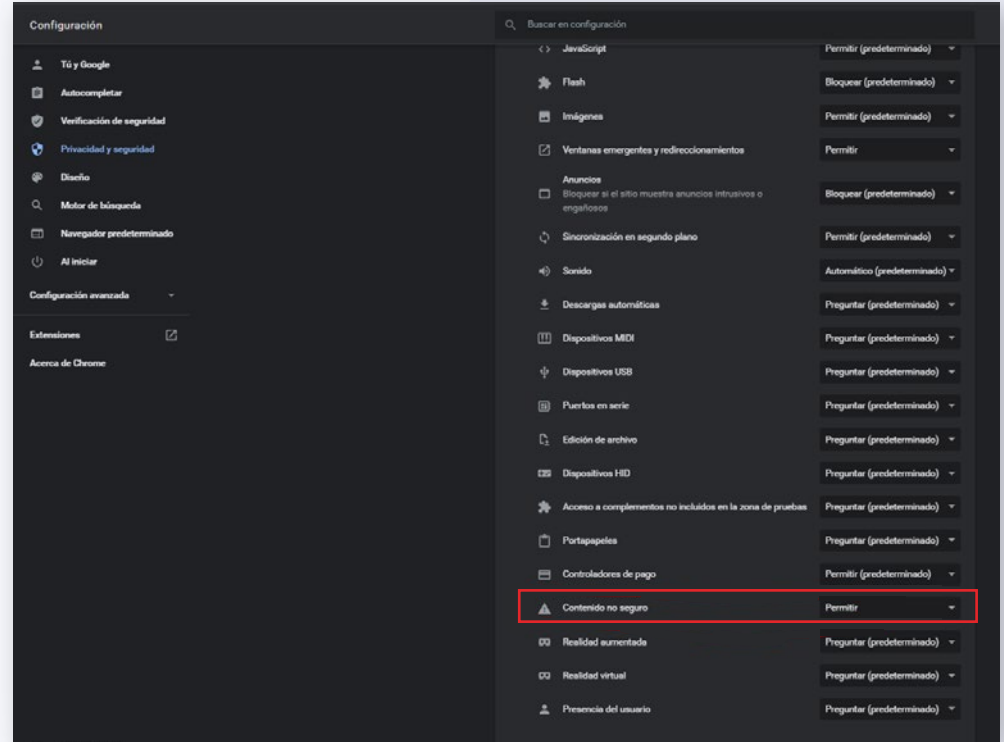 Configuración
Buscar en configuración
Tú y Google
Autocompletar
Verificación de seguridad
Privacidad y seguridad
Diseño
Motor de búsqueda
Navegador predeterminado
Al iniciar
Configuración avanzada
Extensiones
Acerca de Chrome
JavaScript Permitir (predeterminado)
Flash Bloquear (predeterminado)
Imágenes Permitir (predeterminado)
Ventanas emergentes y redireccionamientos Permitir
Anuncios
Bloquear si el sitio muestra anuncios intrusivos o
engañosos
Bloquear (predeterminado)
Sincronización en segundo plano Permitir (predeterminado)
Sonido Automático (predeterminado)
Descargas automáticas Preguntar (predeterminado)
Dispositivos MIDI Preguntar (predeterminado)
Dispositivos USB Preguntar (predeterminado)
Puertos en serie Preguntar (predeterminado)
Edición de archivo Preguntar (predeterminado)
Dispositivos HID Preguntar (predeterminado)
Acceso a complementos no incluidos en la zona de pruebas Preguntar (predeterminado)
Portapapeles Preguntar (predeterminado)
Controladores de pago Permitir (predeterminado)
Contenido no seguro Permitir
Realidad aumentada Preguntar (predeterminado)
Realidad virtual Preguntar (predeterminado)
Presencia del usuario Preguntar (predeterminado)